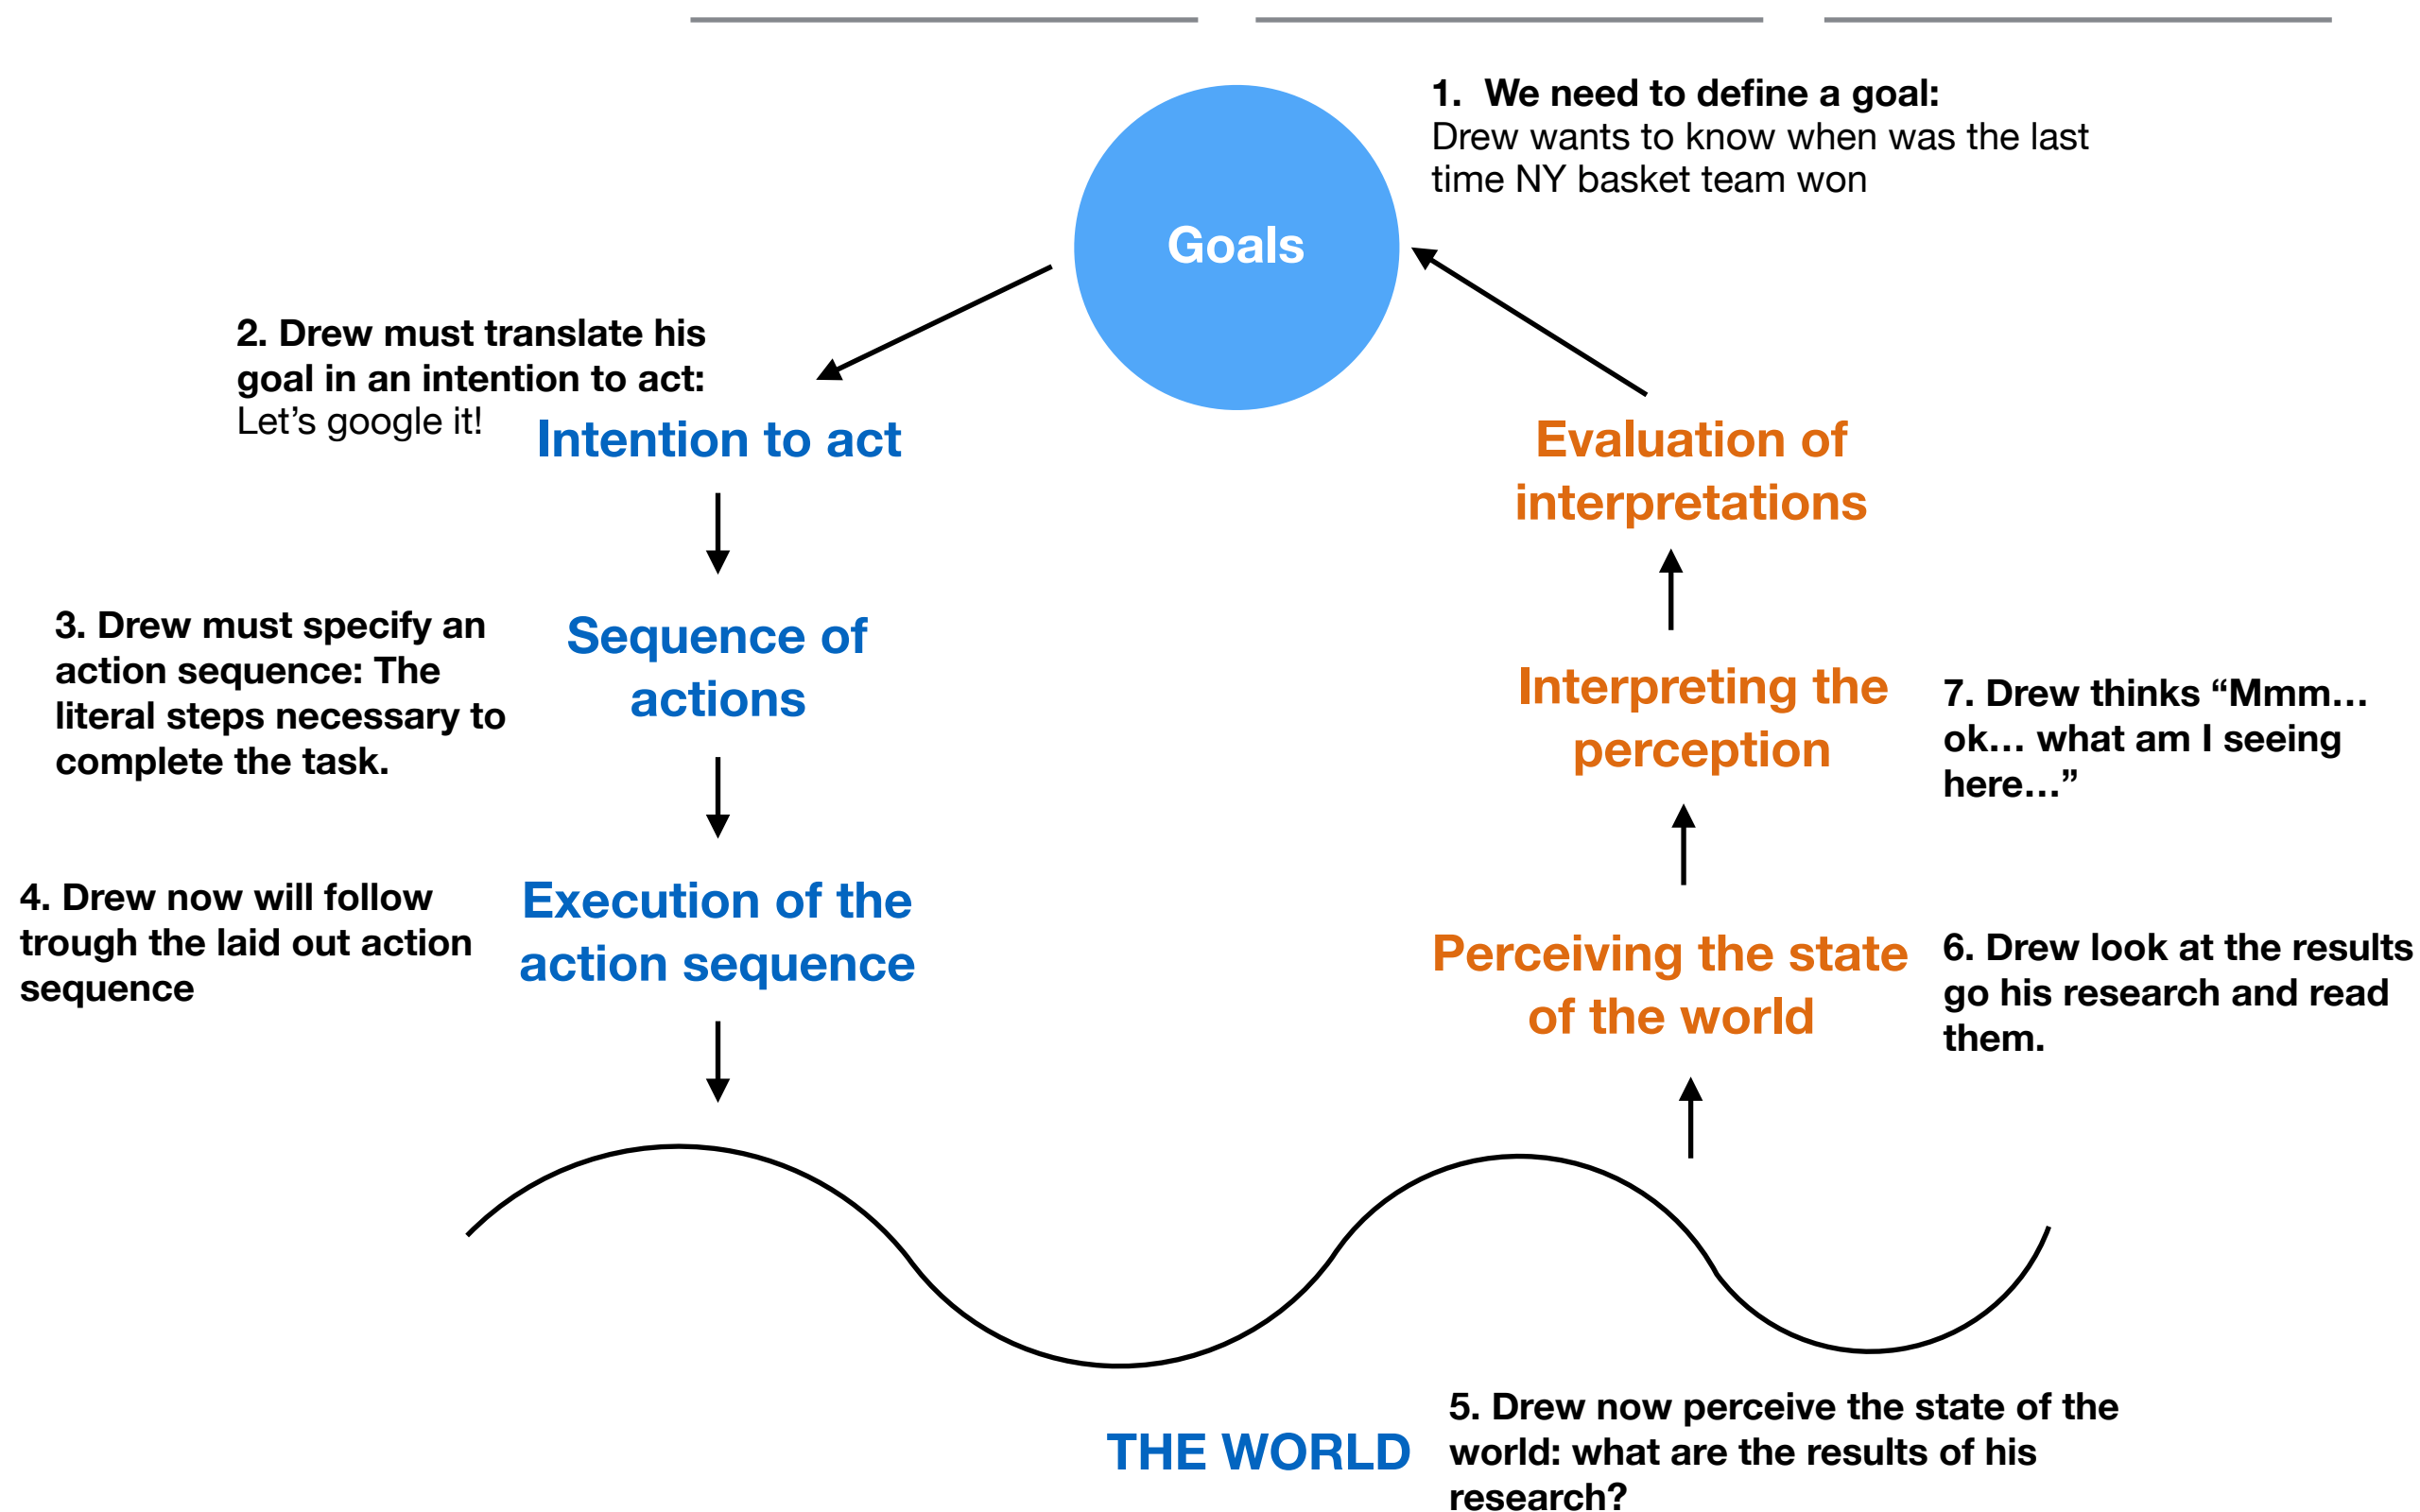 1.  We need to define a goal:
Drew wants to know when was the last
time NY basket team won
Goals
2. Drew must translate his
goal in an intention to act:
Let’s google it!
Intention to act
3. Drew must specify an
action sequence: The
literal steps necessary to
complete the task.
Sequence of
actions
4. Drew now will follow
trough the laid out action
sequence
Execution of the
action sequence
THE WORLD
5. Drew now perceive the state of the
world: what are the results of his
research?
Perceiving the state
of the world
6. Drew look at the results
go his research and read
them.
Interpreting the
perception
7. Drew thinks “Mmm…
ok… what am I seeing
here…”
Evaluation of
interpretations